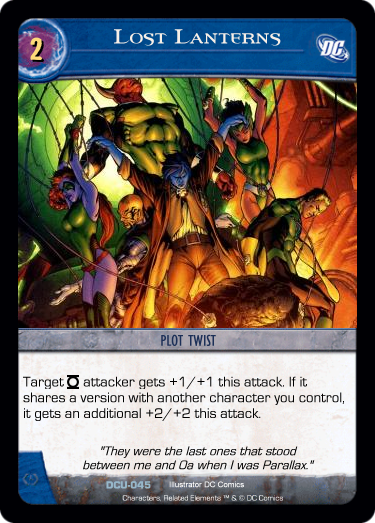 2
Lost Lanterns
DC
PLOT TWIST
Target attacker gets +1/+1 this attack. If it
shares a version with another character you control,
it gets an additional +2/+2 this attack.
"They were the last ones that stood
between me and Oa when I was Parallax."
DCU-045 Illustrator DC Comics
Characters, Related Elements ™ & © DC Comics